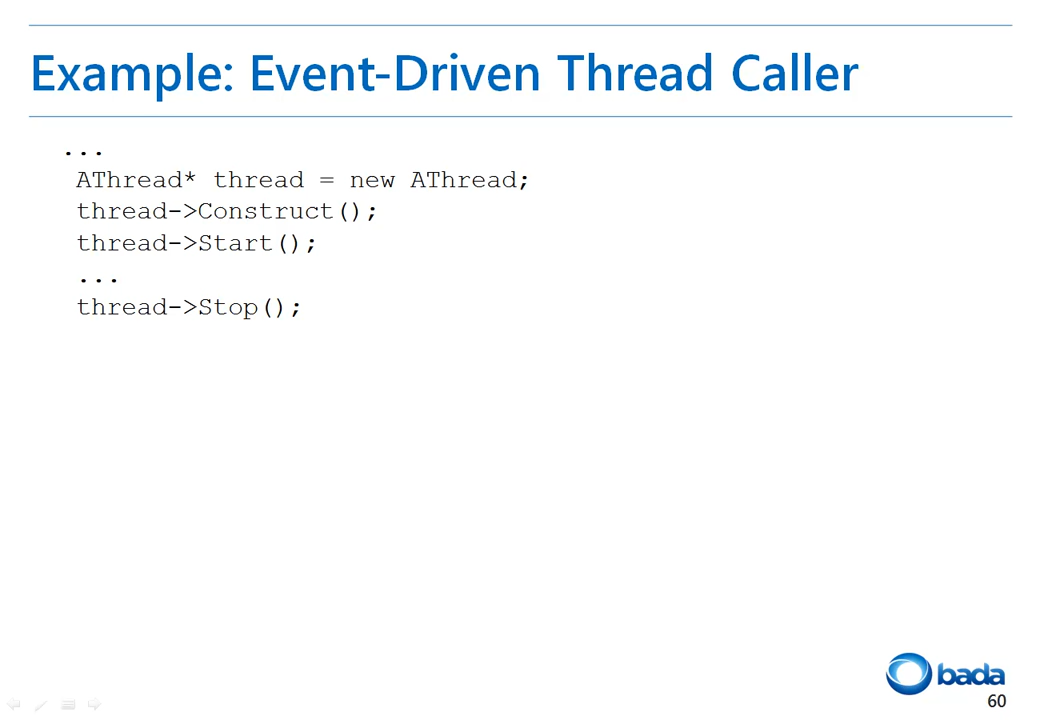 Example: Event-Driven Thread Caller
...
AThread* thread = new AThread;
thread->Construct();
thread->Start();
...
thread->Stop();
bada
60